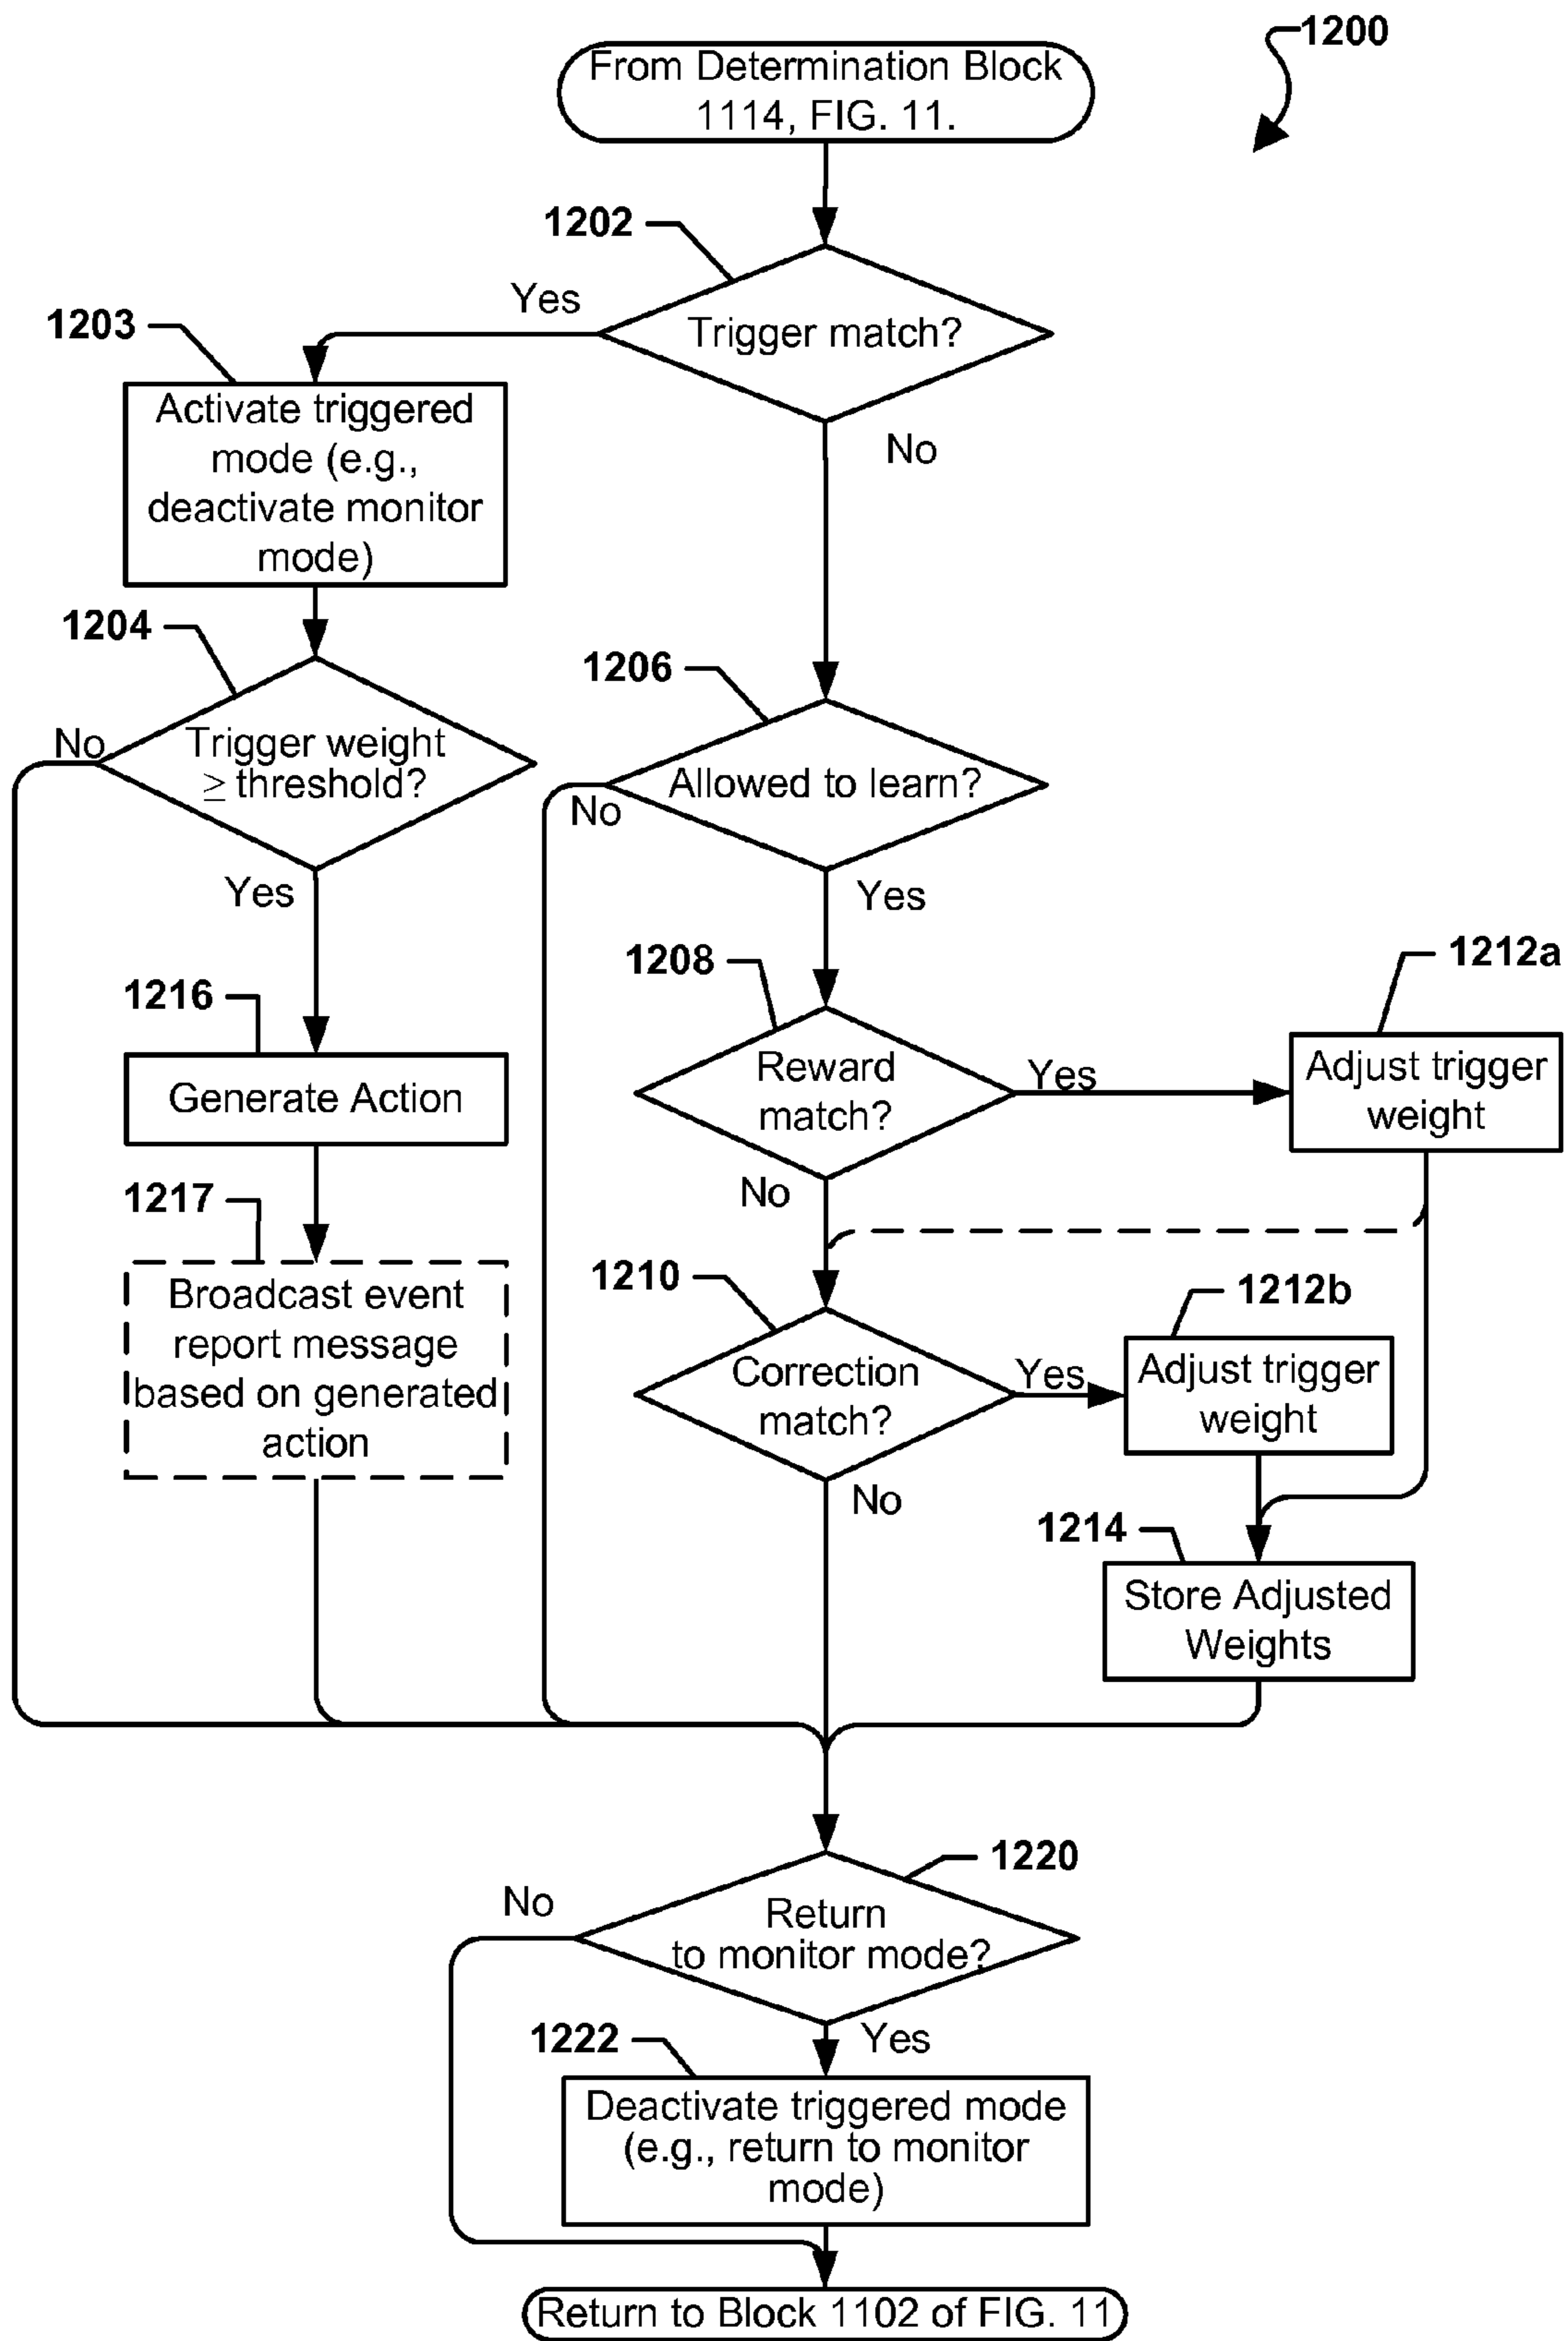 1200
From Determination Block
1114, FIG. 11.
1202
Yes
Trigger match?
No
1203
Activate triggered
mode (e.g.,
deactivate monitor
mode)
1204
No
Trigger weight
≥ threshold?
Yes
1206
Allowed to learn?
No
Yes
1216
Generate Action
1217
Broadcast event
report message
based on generated
action
1208
Reward
match?
Yes
No
1212a
Adjust trigger
weight
1210
Correction
match?
Yes
No
1212b
Adjust trigger
weight
1214
Store Adjusted
Weights
1220
No
Return
to monitor mode?
Yes
1222
Deactivate triggered mode
(e.g., return to monitor
mode)
Return to Block 1102 of FIG. 11